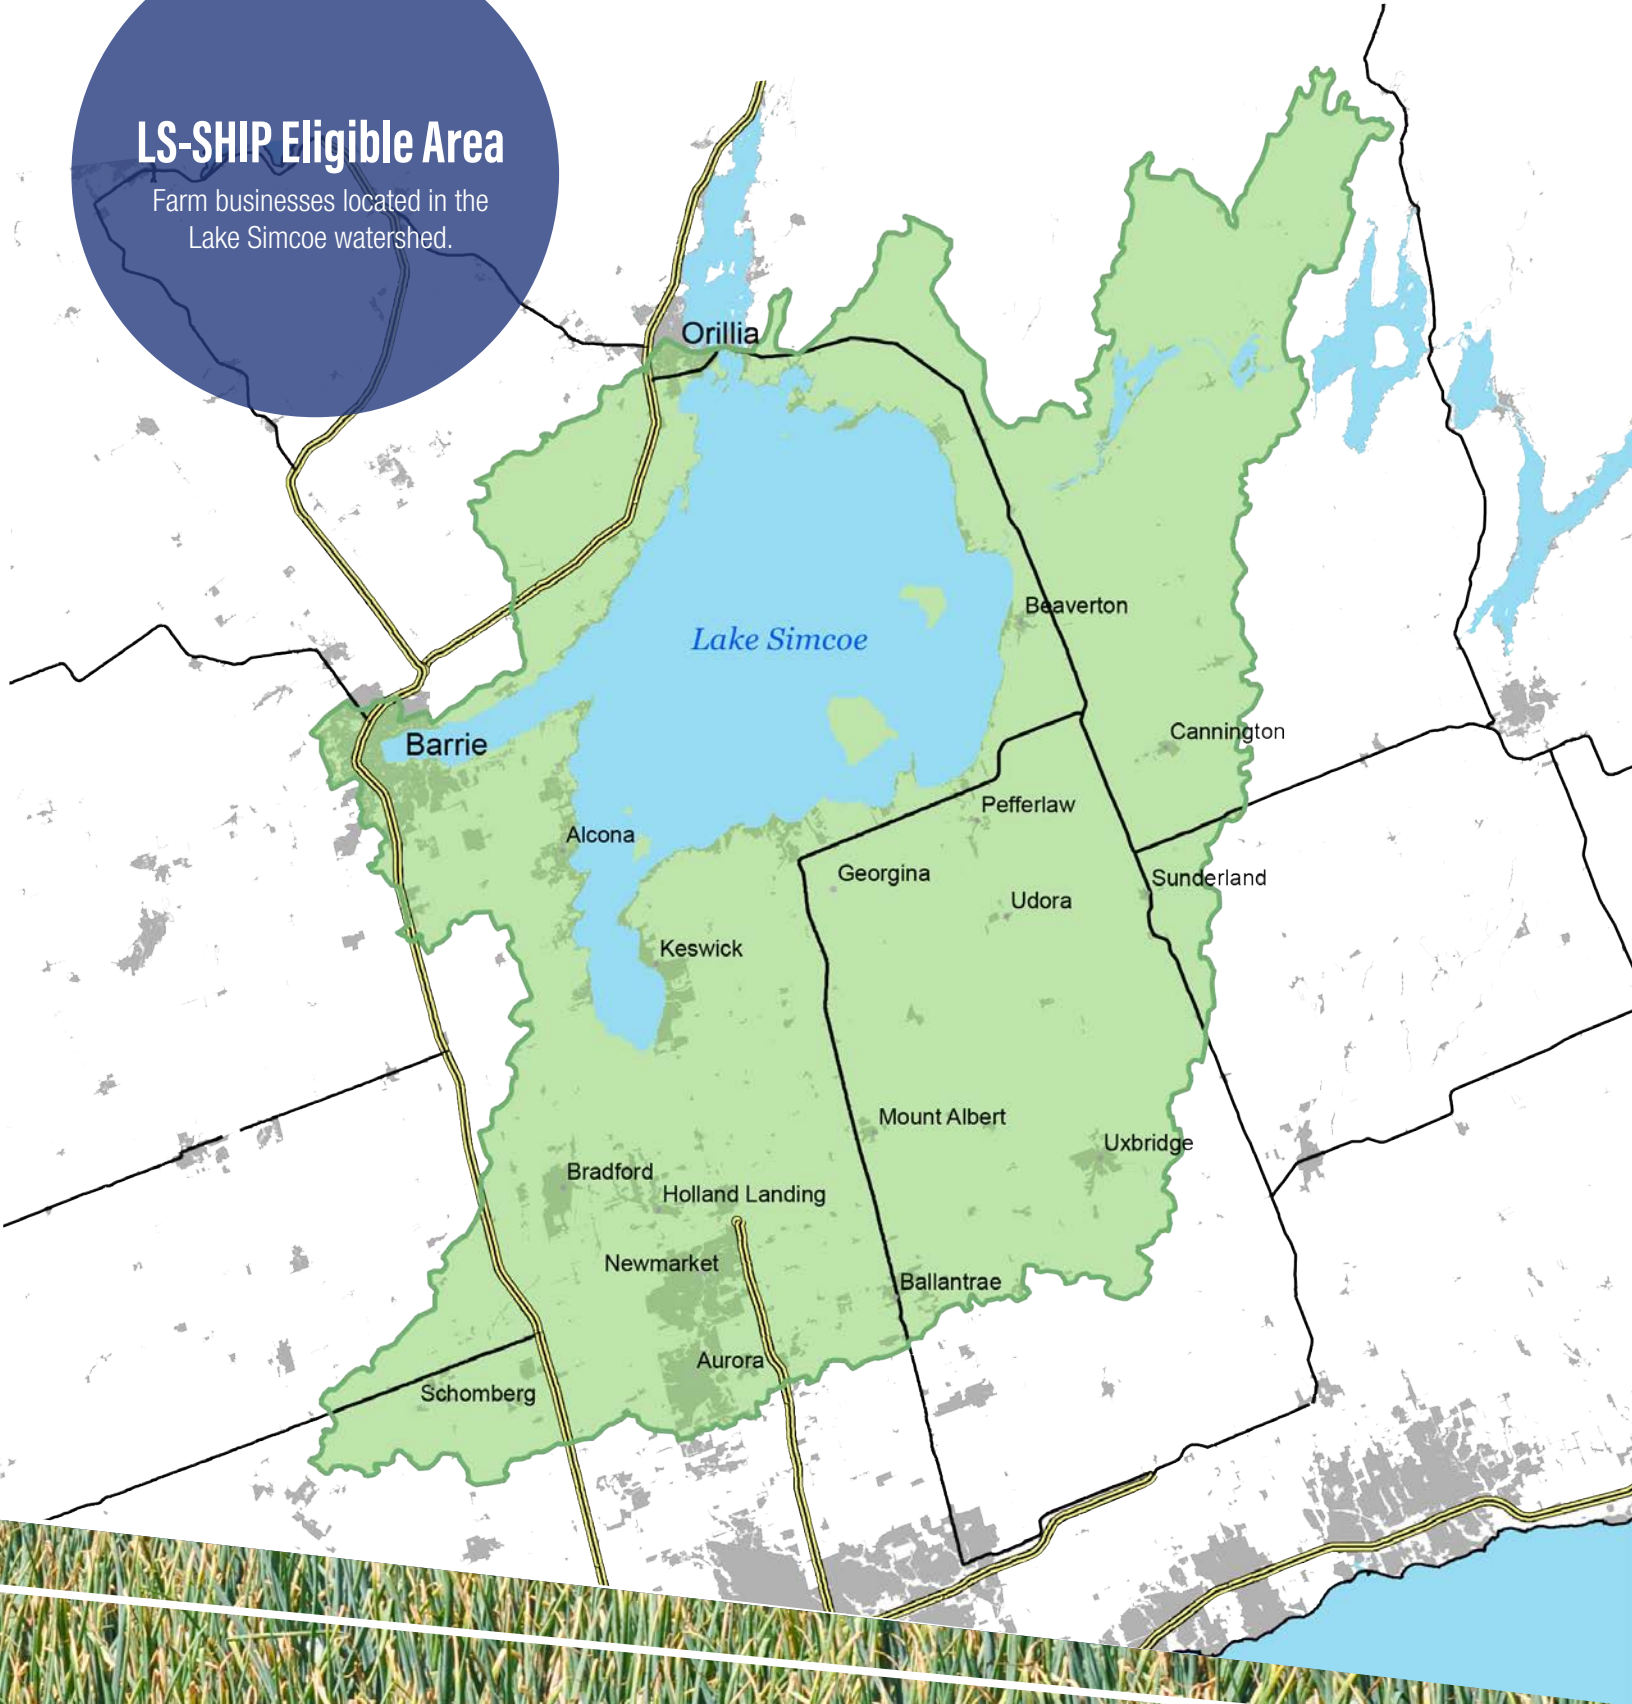 LS-SHIP Eligible Area
Farm businesses located in the
Lake Simcoe watershed.
Orillia
Beaverton
Lake Simcoe
Cannington
Barrie
Pefferlaw
Alcona
Georgina
Sunderland
Udora
Keswick
Mount Albert
Uxbridge
Bradford
Holland Landing
Newmarket
Ballantrae
Aurora
Schomberg